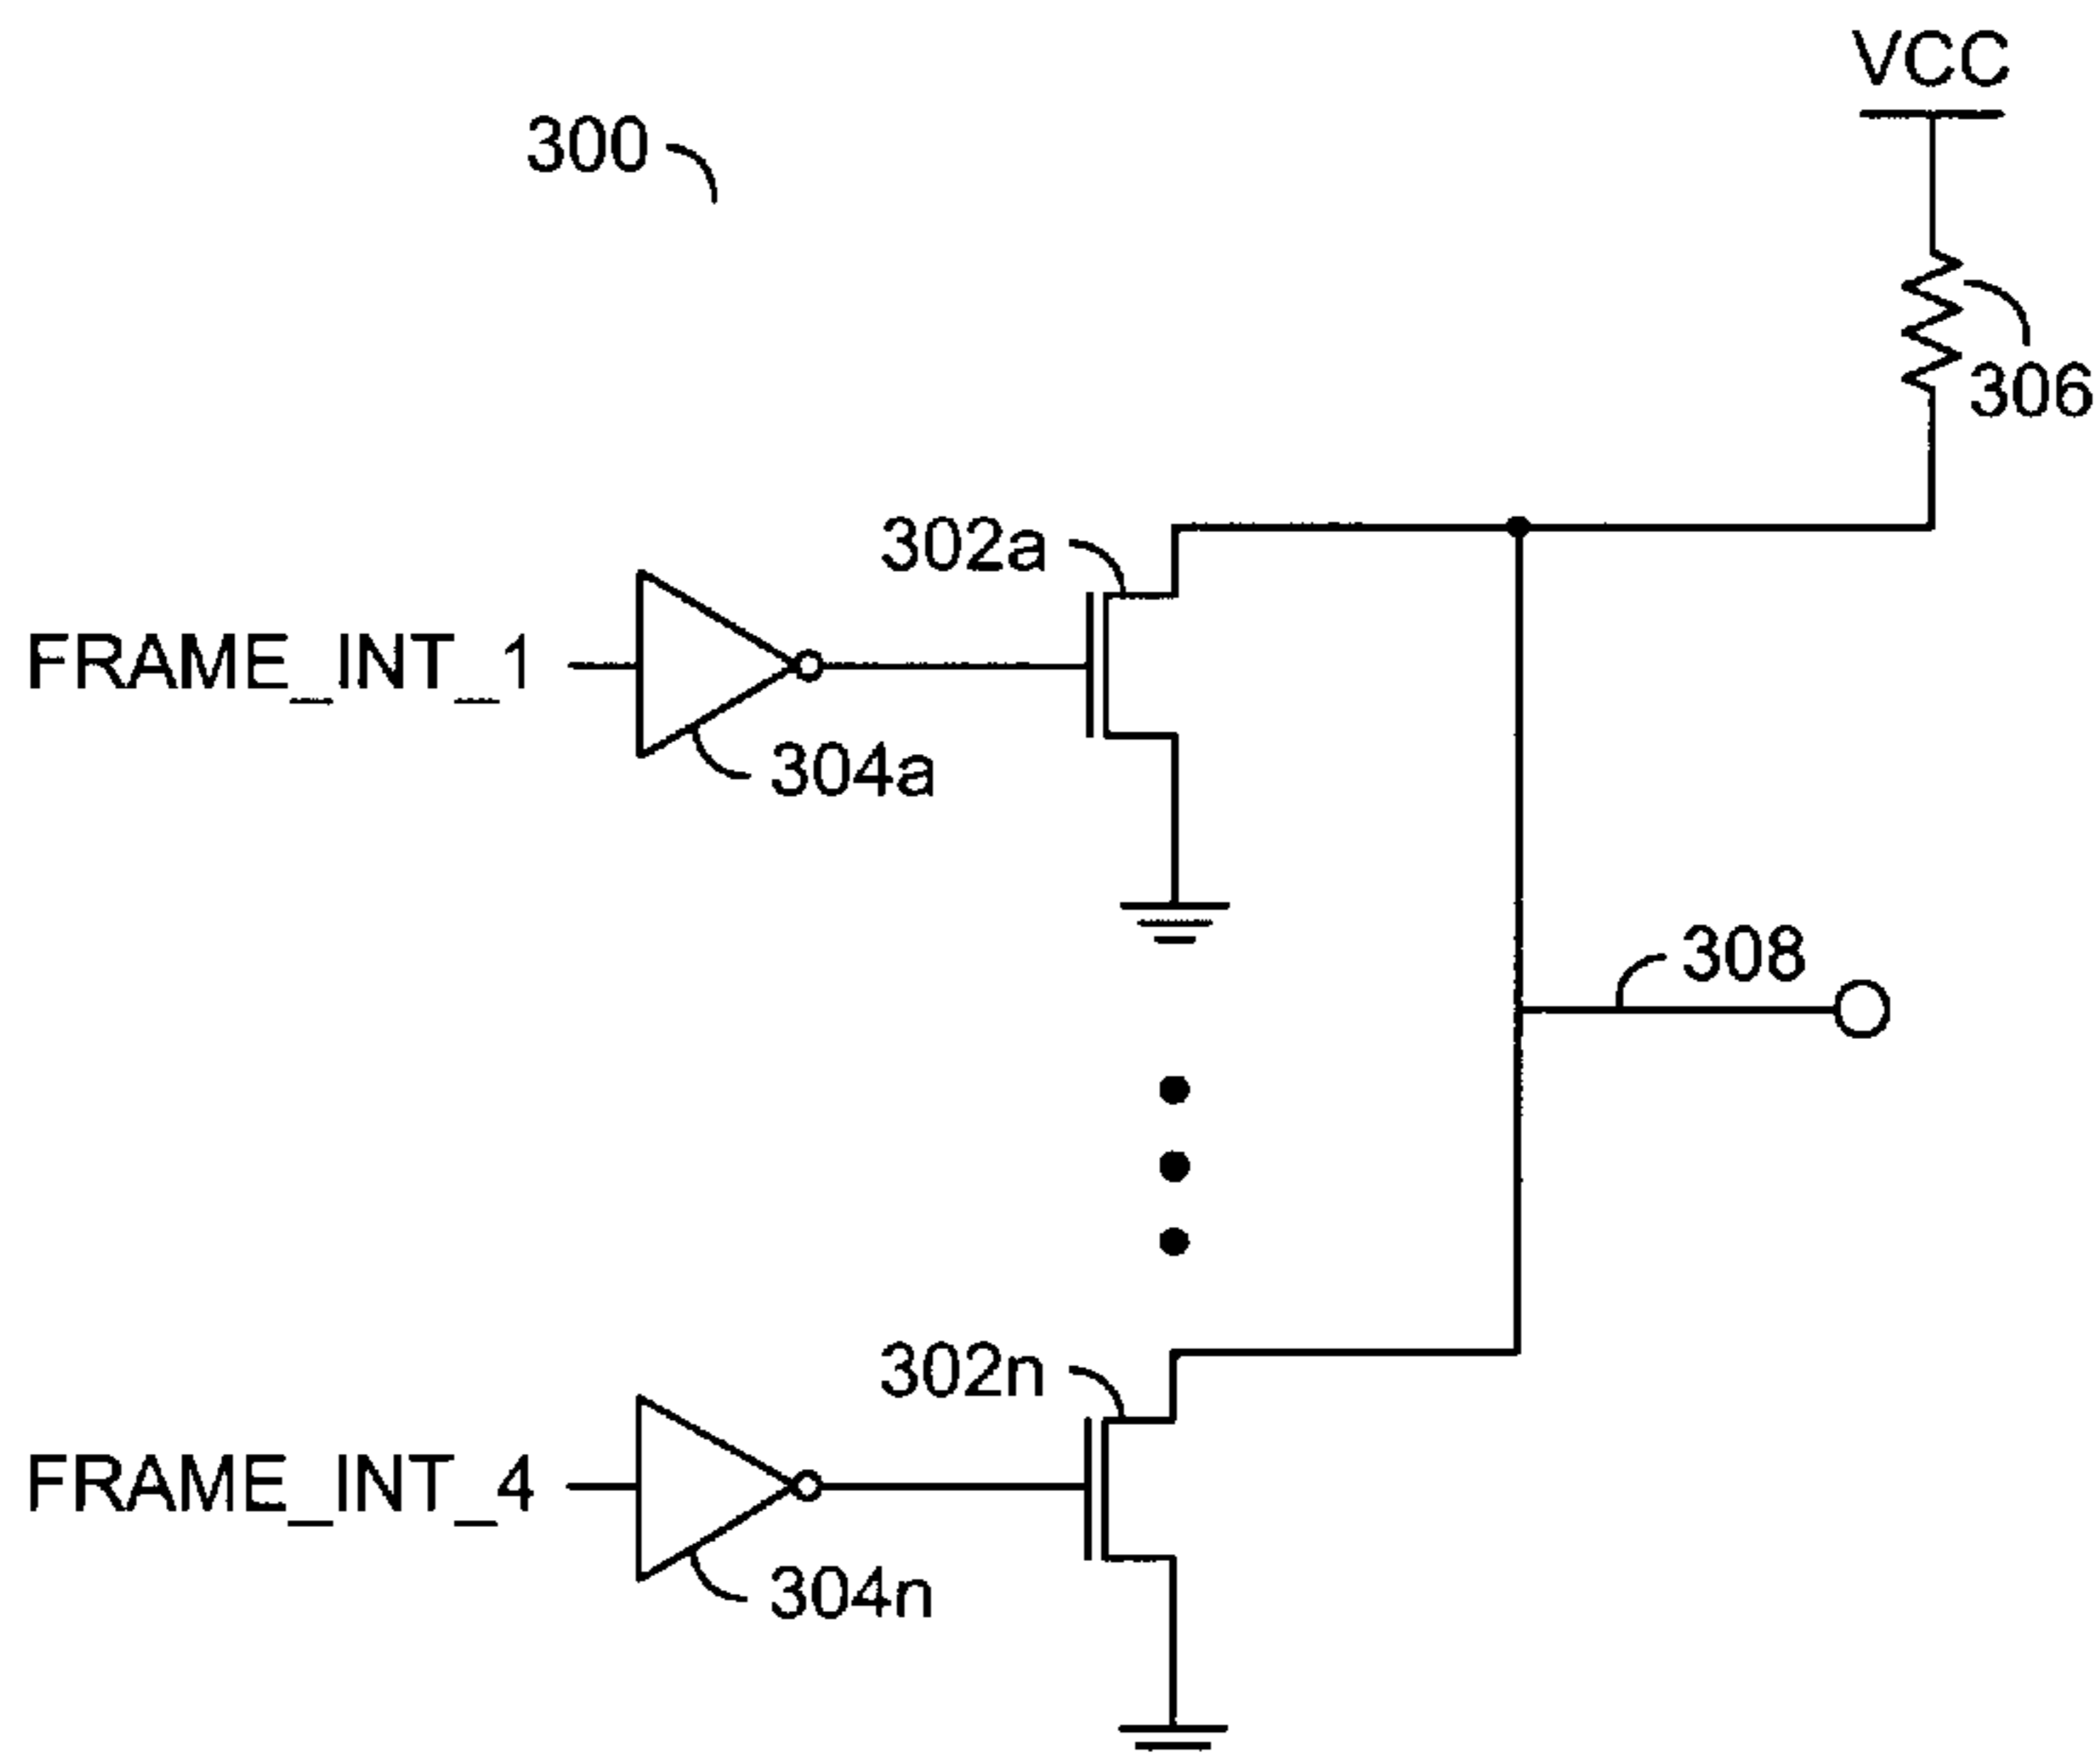 VCC
300
306
302a
FRAME_INT_1
304a
308
302n
FRAME_INT_4
304n